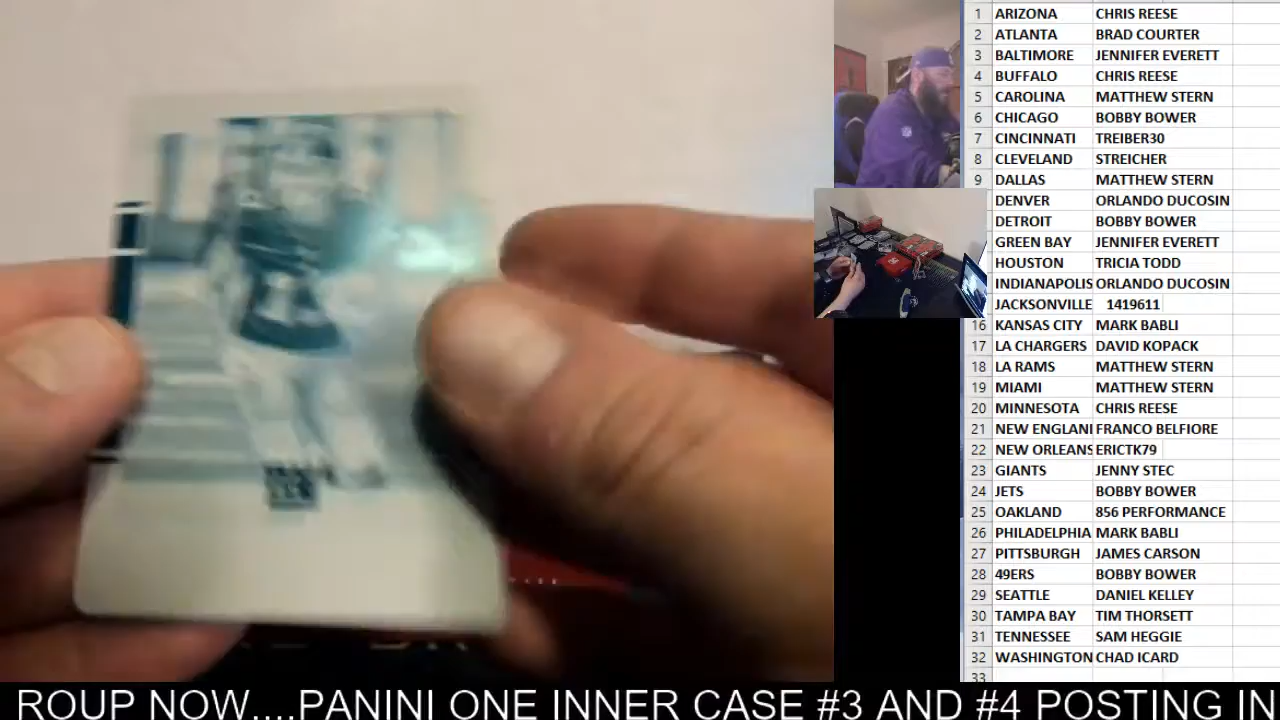 1 ARIZONA CHRIS REESE
2 ATLANTA BRAD COURTER
3 BALTIMORE JENNIFER EVERETT
4 BUFFALO CHRIS REESE
5 CAROLINA MATTHEW STERN
6 CHICAGO BOBBY BOWER
7 CINCINNATI TREIBER30
8 CLEVELAND STREICHER
9 DALLAS MATTHEW STERN
DENVER ORLANDO DUCOSIN
DETROIT BOBBY BOWER
GREEN BAY JENNIFER EVERETT
HOUSTON TRICIA TODD
INDIANAPOLIS ORLANDO DUCOSIN
JACKSONVILLE 1419611
16 KANSAS CITY MARK BABLI
17 LA CHARGERS DAVID KOPACK
18 LA RAMS MATTHEW STERN
19 MIAMI MATTHEW STERN
20 MINNESOTA CHRIS REESE
21 NEW ENGLAN FRANCO BELFIORE
22 NEW ORLEANS ERICTK79
23 GIANTS JENNY STEC
24 JETS BOBBY BOWER
25 OAKLAND 856 PERFORMANCE
26 PHILADELPHIA MARK BABLI
27 PITTSBURGH JAMES CARSON
28 49ERS BOBBY BOWER
29 SEATTLE DANIEL KELLEY
30 TAMPA BAY TIM THORSETT
31 TENNESSEE SAM HEGGIE
32 WASHINGTON CHAD ICARD
33
ROUP NOW....PANINI ONE INNER CASE #3 AND #4 POSTING IN